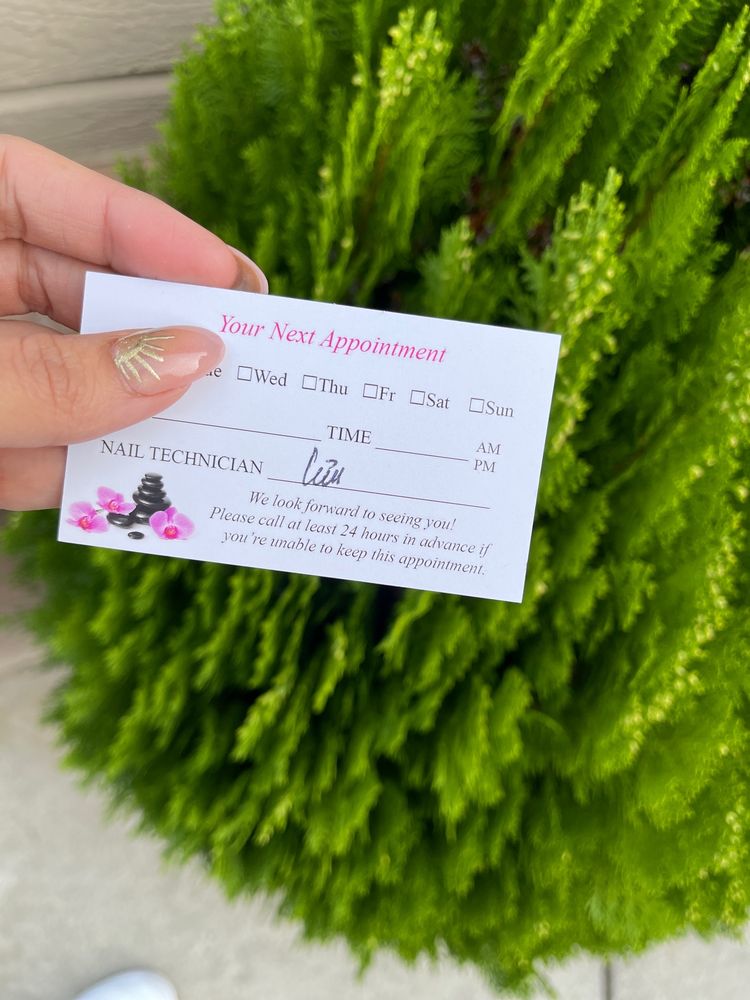 Your Next Appointment
☐Wed ☐Thu ☐Fr ☐Sat ☐Sun
TIME AM
PM
NAIL TECHNICIAN
We look forward to seeing you!
Please call at least 24 hours in advance if
you're unable to keep this appointment.